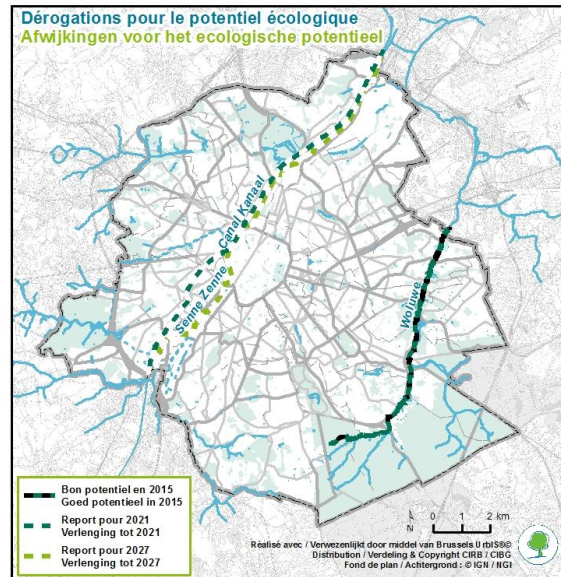 Dérogations pour le potentiel écologique
Afwijkingen voor het ecologische potentieel
Canal Kanaal
Senne Zenne
Woluwe
Bon potentiel en 2015
Goed potentieel in 2015
Report pour 2021
Verlenging tot 2021
Report pour 2027
Verlenging tot 2027
N
0 1 2 km
Réalisé avec / Verwezenlijkt door middel van Brussels UrbIS®©
Distribution / Verdeling & Copyright CIRB / CIBG
Fond de plan / Achtergrond : © IGN / NGI